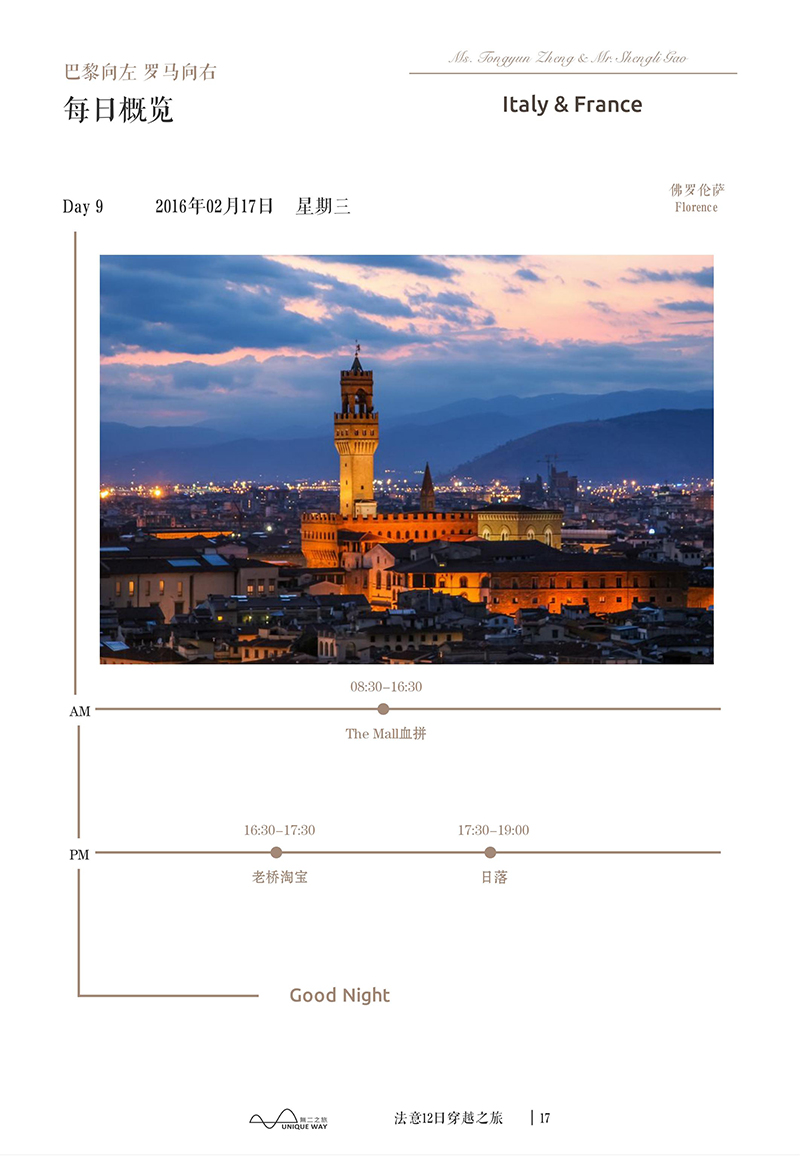 巴黎向左 罗马向右
每日概览
Ms. Tongyun Zheng & Mr. Shengli Gao
Italy & France
Day 9 2016年02月17日 星期三
佛罗伦萨
Florence
08:30–16:30
AM
The Mall血拼
16:30–17:30 17:30–19:00
PM
老桥淘宝 日落
Good Night
無二之旅
UNIQUE WAY
法意12日穿越之旅 | 17